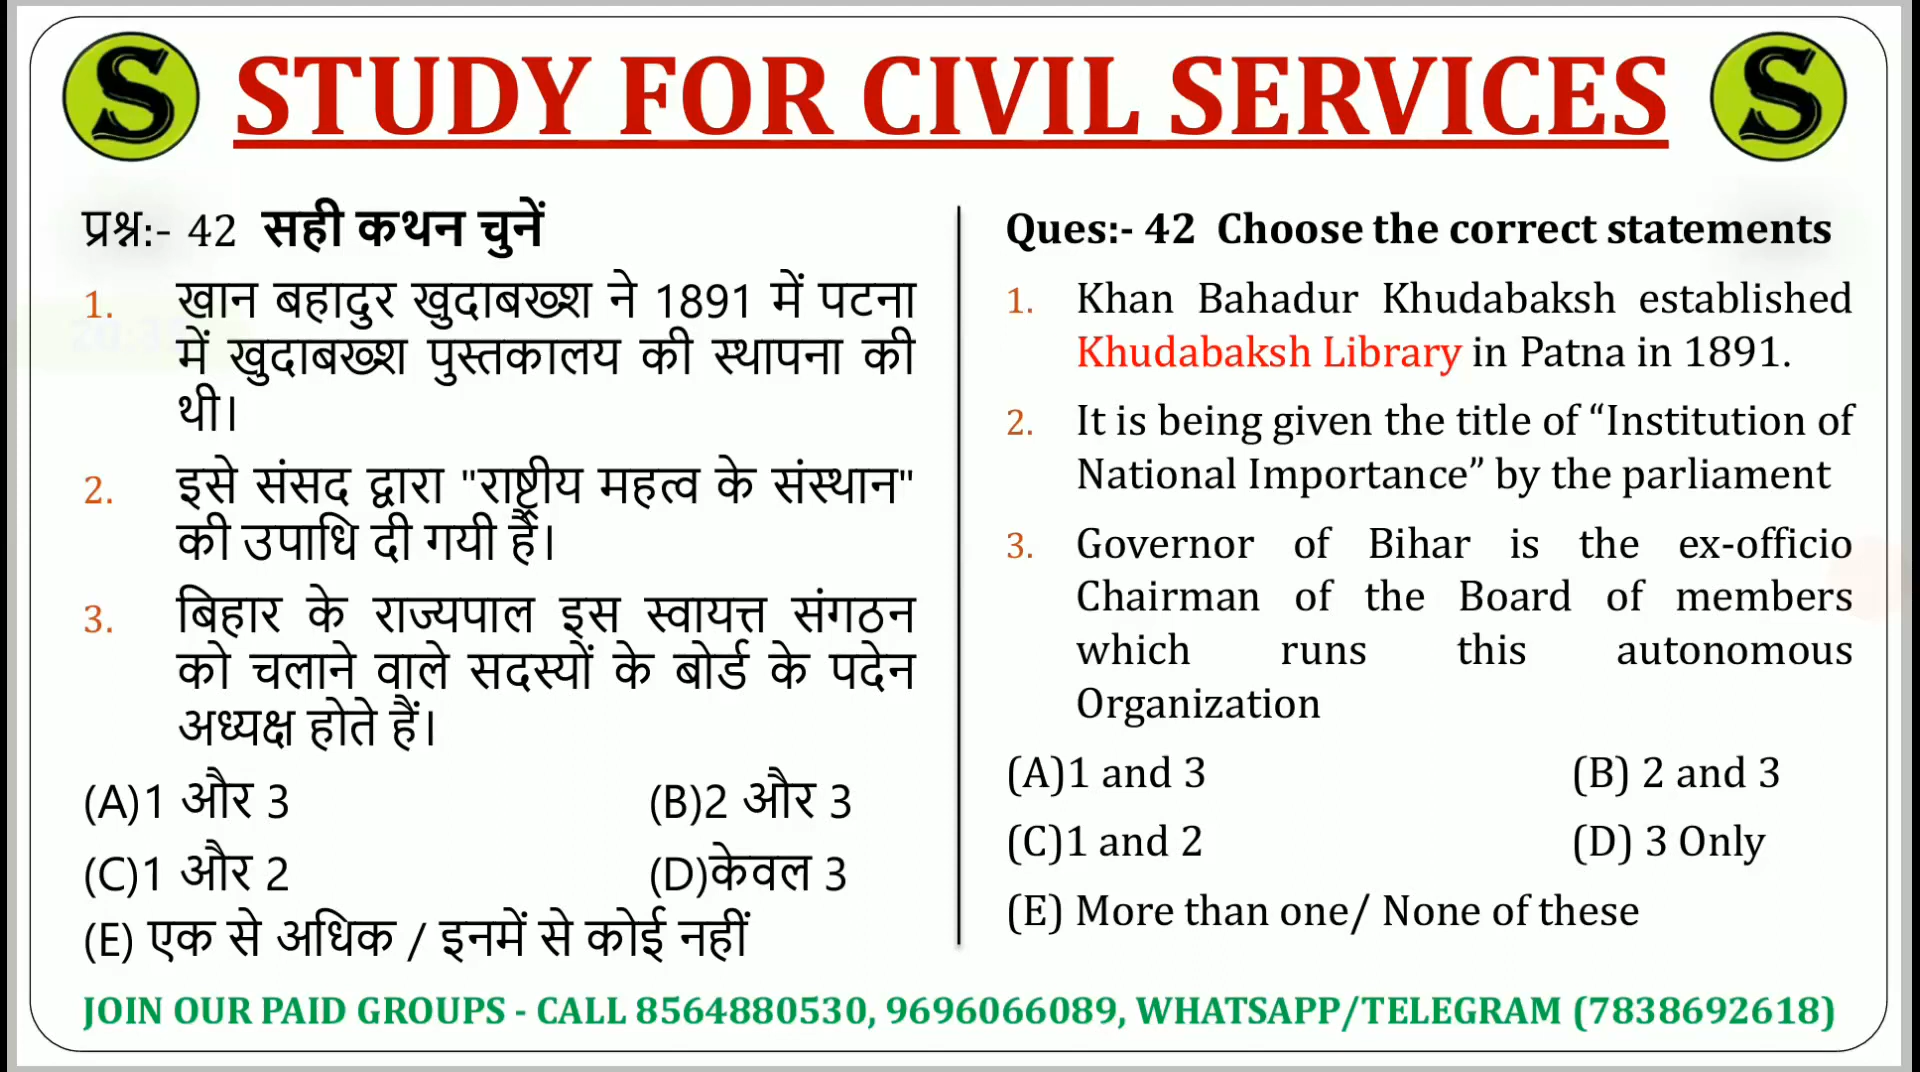 STUDY FOR CIVIL SERVICES
प्रश्न:- 42 सही कथन चुनें
1. खान बहादुर खुदाबख्श ने 1891 में पटना
में खुदाबख्श पुस्तकालय की स्थापना की
थी।
2. इसे संसद द्वारा "राष्ट्रीय महत्व के संस्थान"
की उपाधि दी गयी है।
3. बिहार के राज्यपाल इस स्वायत्त संगठन
को चलाने वाले सदस्यों के बोर्ड के पदेन
अध्यक्ष होते हैं।
(A)1 और 3 (B)2 और 3
(C)1 और 2 (D)केवल 3
(E) एक से अधिक / इनमें से कोई नहीं
Ques:- 42 Choose the correct statements
1. Khan Bahadur Khudabaksh established
Khudabaksh Library in Patna in 1891.
2. It is being given the title of “Institution of
National Importance” by the parliament
3. Governor of Bihar is the ex-officio
Chairman of the Board of members
which runs this autonomous
Organization
(A)1 and 3 (B) 2 and 3
(C)1 and 2 (D) 3 Only
(E) More than one/ None of these
JOIN OUR PAID GROUPS - CALL 8564880530, 9696066089, WHATSAPP/TELEGRAM (7838692618)